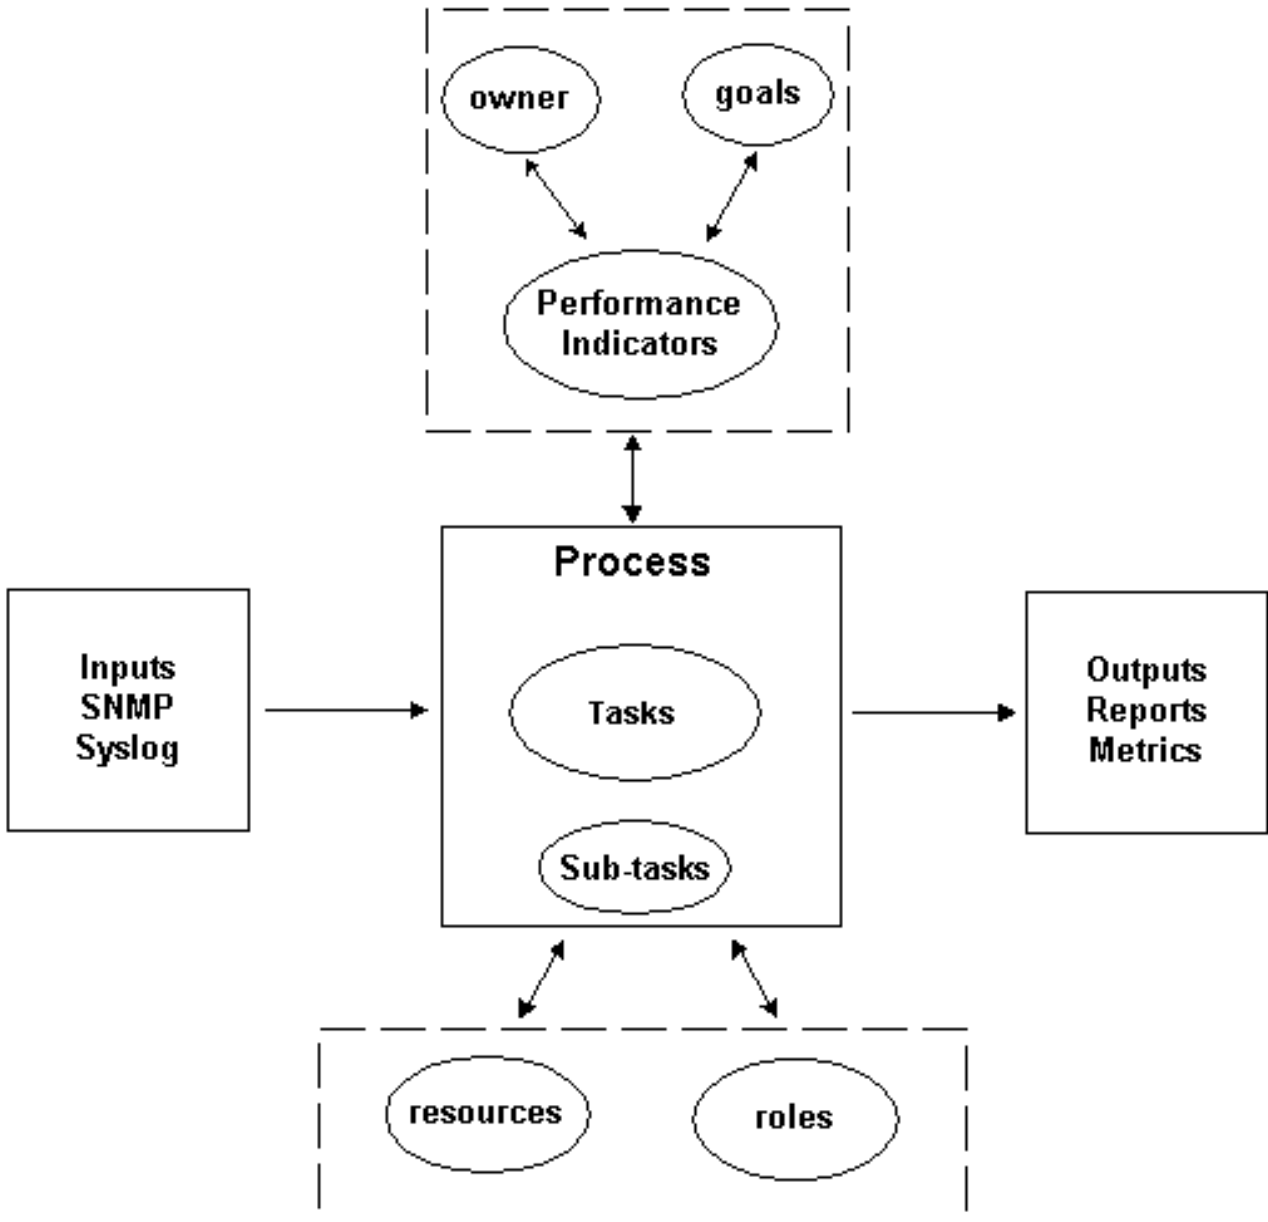 owner
goals
Performance
Indicators
Process
Inputs
SNMP
Syslog
Tasks
Sub-tasks
Outputs
Reports
Metrics
resources
roles